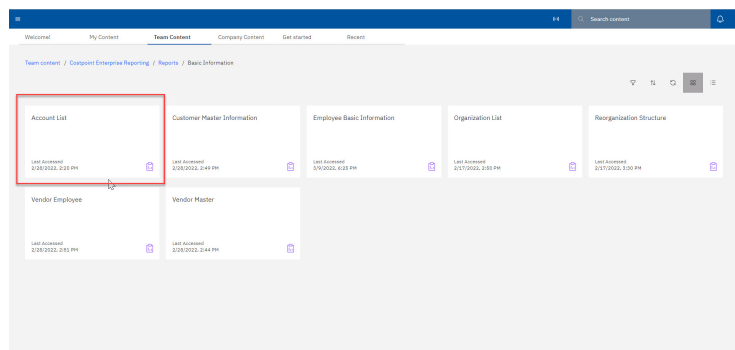 Search content
Welcome! My Content Team Content Company Content Get started Recent
Team content / Costpoint Enterprise Reporting / Reports / Basic Information
Account List Customer Master Information Employee Basic Information Organization List Reorganization Structure
Last Accessed Last Accessed Last Accessed Last Accessed Last Accessed
2/28/2022, 2:20 PM 2/28/2022, 2:49 PM 3/9/2022, 6:25 PM 2/17/2022, 2:50 PM 2/17/2022, 3:30 PM
Vendor Employee Vendor Master
Last Accessed Last Accessed
2/28/2022, 2:51 PM 2/28/2022, 2:44 PM